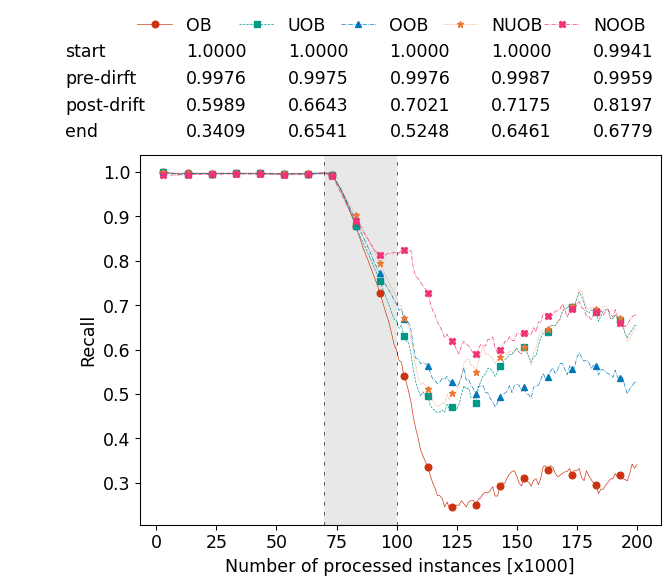 OB UOB OOB NUOB NOOB
start 1.0000 1.0000 1.0000 1.0000 0.9941
pre-dirft 0.9976 0.9975 0.9976 0.9987 0.9959
post-drift 0.5989 0.6643 0.7021 0.7175 0.8197
end 0.3409 0.6541 0.5248 0.6461 0.6779
1.0
0.9
0.8
0.7
0.6
0.5
0.4
0.3
Recall
0 25 50 75 100 125 150 175 200
Number of processed instances [x1000]